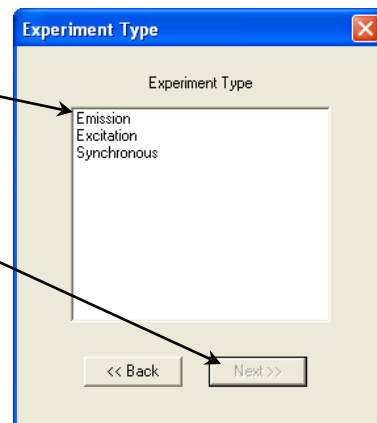 Experiment Type
Experiment Type
Emission
Excitation
Synchronous
<< Back
Next >>